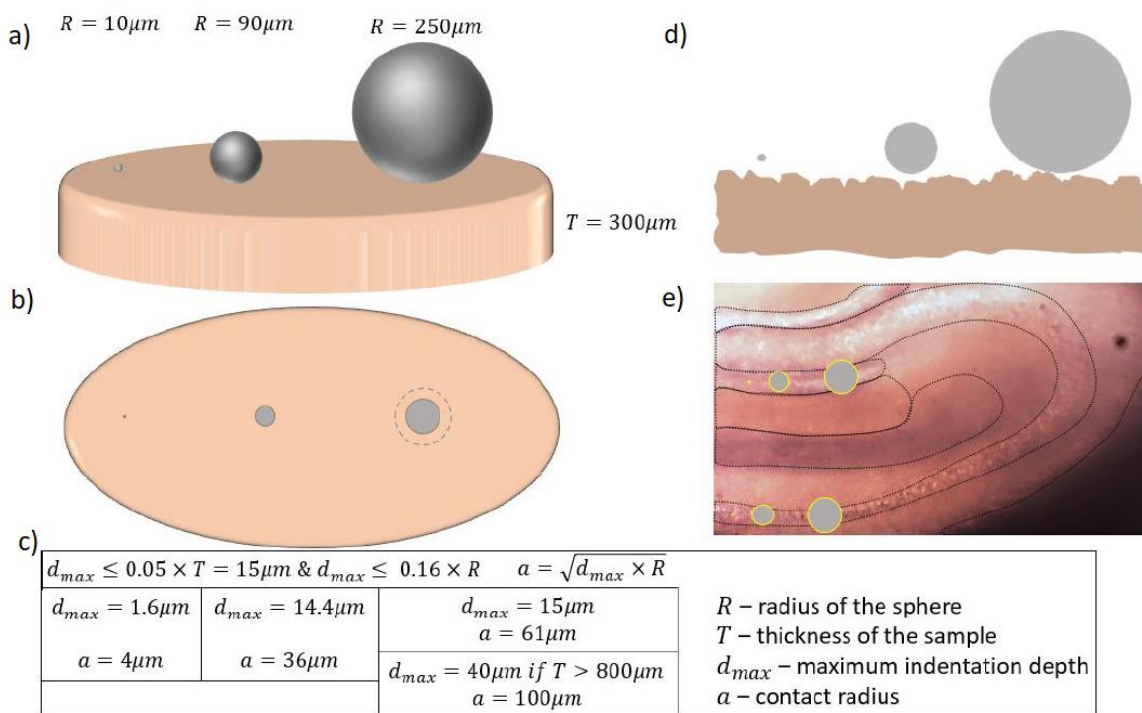 a)
R = 10μm R = 90μm R = 250μm
T = 300μm
b)
c)
d_max ≤ 0.05 × T = 15μm & d_max ≤ 0.16 × R a = √(d_max × R)
d_max = 1.6μm
a = 4μm
d_max = 14.4μm
a = 36μm
d_max = 15μm
a = 61μm
d_max = 40μm if T > 800μm
a = 100μm
d)
e)
R – radius of the sphere
T – thickness of the sample
d_max – maximum indentation depth
a – contact radius